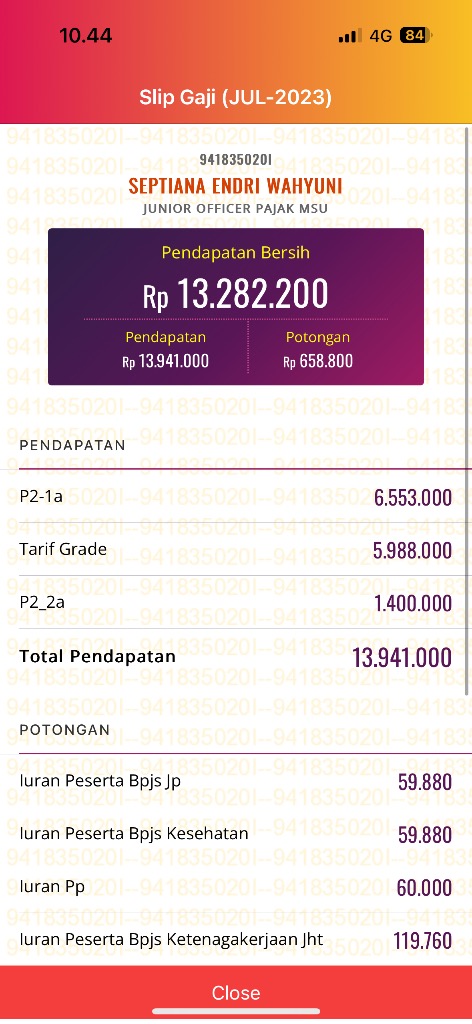 10.44 4G 84
Slip Gaji (JUL-2023)
9418350201
SEPTIANA ENDRI WAHYUNI
JUNIOR OFFICER PAJAK MSU
Pendapatan Bersih
Rp 13.282.200
Pendapatan Potongan
Rp 13.941.000 Rp 658.800
PENDAPATAN
P2-1a 6.553.000
Tarif Grade 5.988.000
P2_2a 1.400.000
Total Pendapatan 13.941.000
POTONGAN
Iuran Peserta Bpjs Jp 59.880
Iuran Peserta Bpjs Kesehatan 59.880
Iuran Pp 60.000
Iuran Peserta Bpjs Ketenagakerjaan Jht 119.760
Close